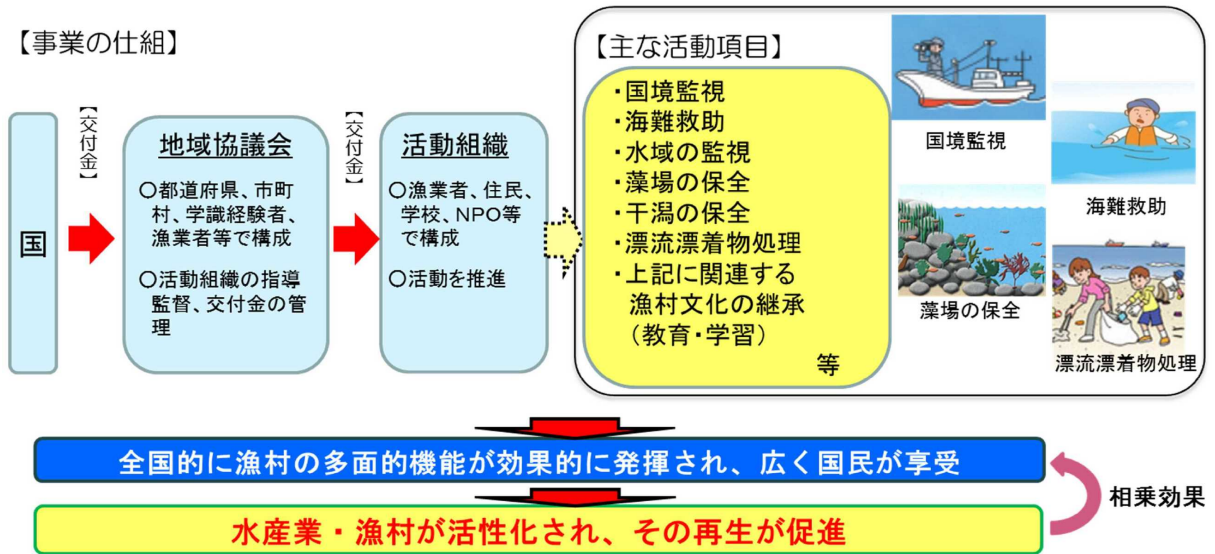 【事業の仕組】
国
【交付金】
地域協議会
○都道府県、市町
村、学識経験者、
漁業者等で構成
○活動組織の指導
監督、交付金の管
理
【交付金】
活動組織
○漁業者、住民、
学校、NPO等
で構成
○活動を推進
【主な活動項目】
・国境監視
・海難救助
・水域の監視
・藻場の保全
・干潟の保全
・漂流漂着物処理
・上記に関連する
漁村文化の継承
（教育・学習）
等
国境監視
海難救助
藻場の保全
漂流漂着物処理
全国的に漁村の多面的機能が効果的に発揮され、広く国民が享受
水産業・漁村が活性化され、その再生が促進
相乗効果